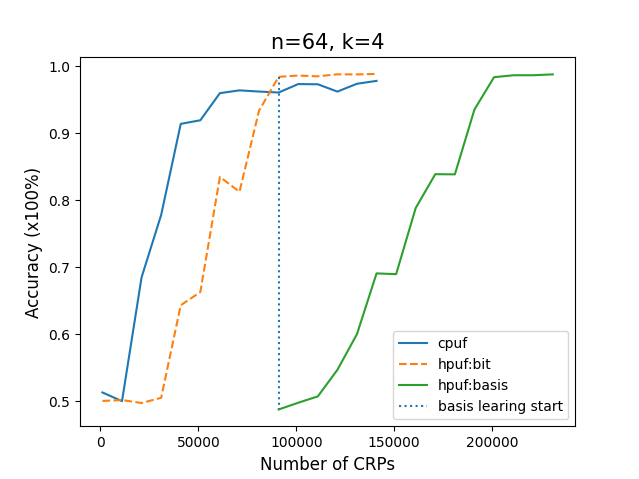 n=64, k=4
Accuracy (x100%)
1.0
0.9
0.8
0.7
0.6
0.5
0
50000
100000
150000
200000
Number of CRPs
cpuf
hpuf:bit
hpuf:basis
basis learing start